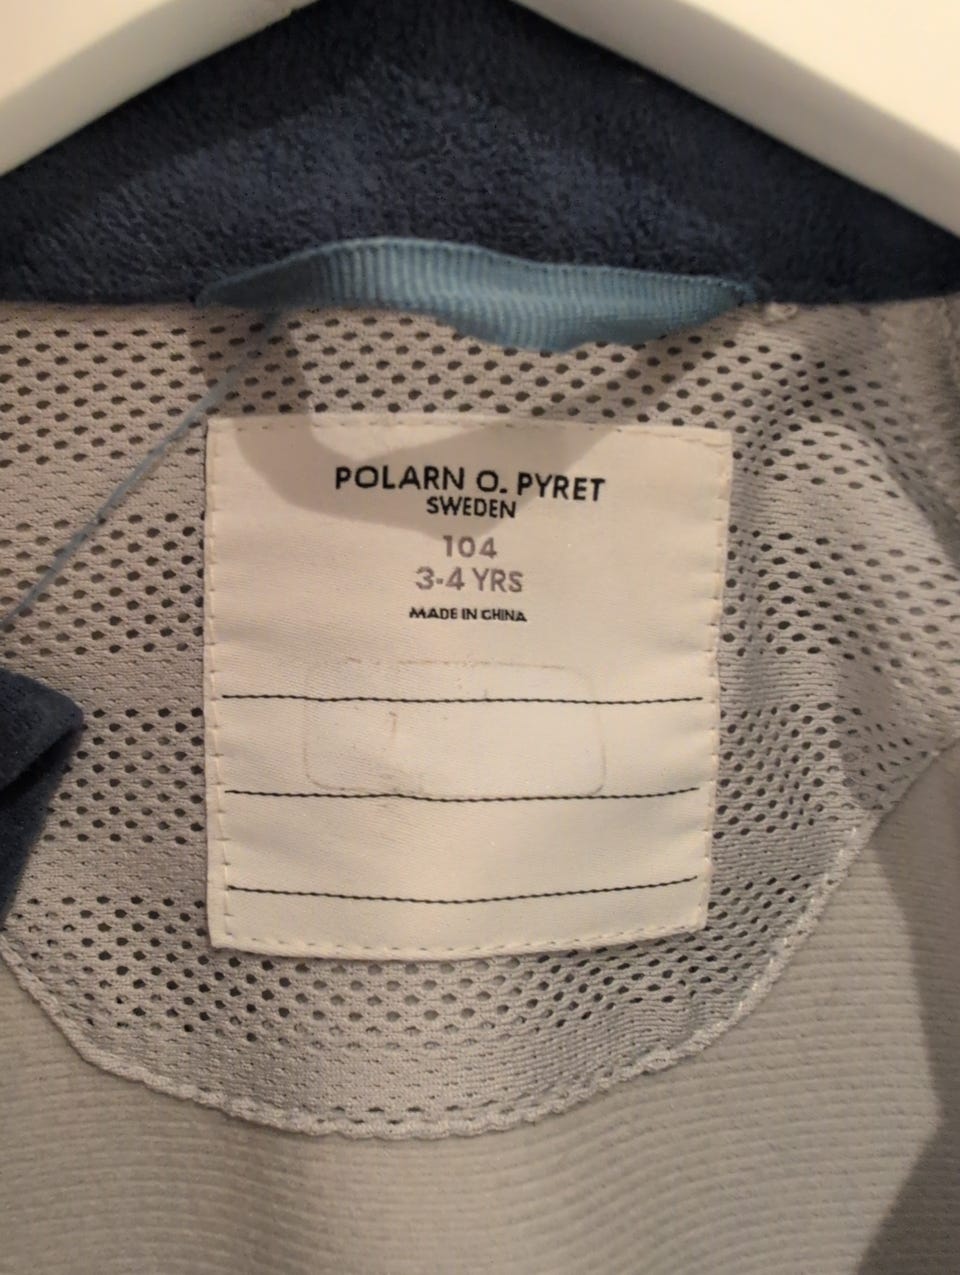 POLARN O. PYRET
SWEDEN
104
3-4 YRS
MADE IN CHINA